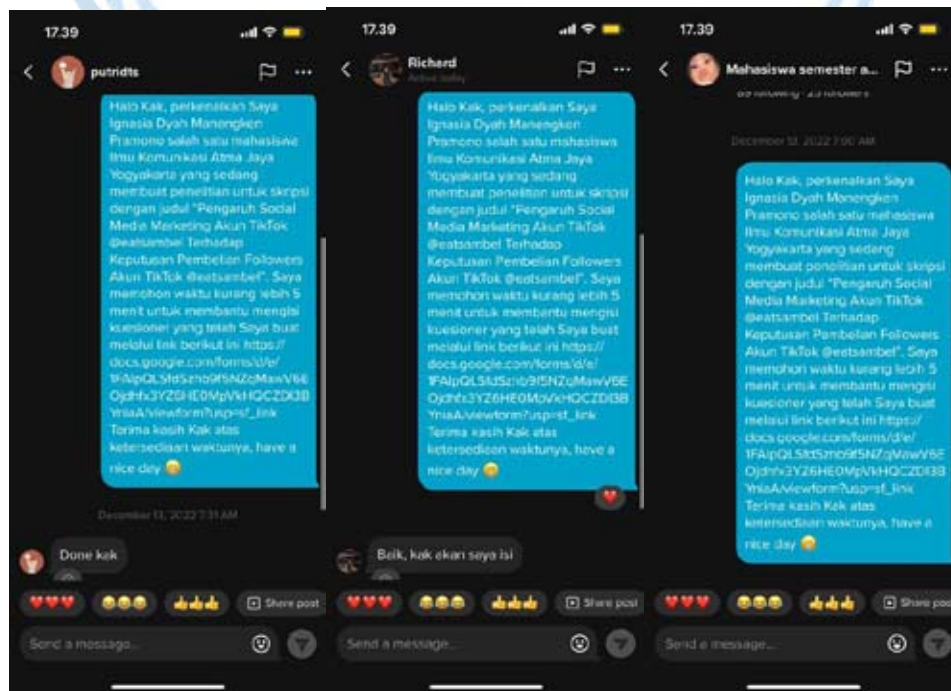 17.39
putridts
Halo Kak, perkenalkan Saya
Ignasia Dyah Manengken
Pramono salah satu mahasiswa
Ilmu Komunikasi Atma Jaya
Yogyakarta yang sedang
membuat penelitian untuk skripsi
dengan judul "Pengaruh Social
Media Marketing Akun TikTok
@eatsambel Terhadap
Keputusan Pembelian Followers
Akun TikTok @eatsambel". Saya
memohon waktu kurang lebih 5
menit untuk membantu mengisi
kuesioner yang telah Saya buat
melalui link berikut ini https://
docs.google.com/forms/d/e/
Terima kasih Kak atas
ketersediaan waktunya, have a
nice day 😊
December 13, 2022 7:31 AM
Done kak
❤️❤️❤️ 😂😂😂 👍👍👍 Share post
Send a message...
17.39
Richard
Active today
Halo Kak, perkenalkan Saya
Ignasia Dyah Manengken
Pramono salah satu mahasiswa
Ilmu Komunikasi Atma Jaya
Yogyakarta yang sedang
membuat penelitian untuk skripsi
dengan judul "Pengaruh Social
Media Marketing Akun TikTok
@eatsambel Terhadap
Keputusan Pembelian Followers
Akun TikTok @eatsambel". Saya
memohon waktu kurang lebih 5
menit untuk membantu mengisi
kuesioner yang telah Saya buat
melalui link berikut ini https://
docs.google.com/forms/d/e/
Terima kasih Kak atas
ketersediaan waktunya, have a
nice day 😊
❤️
Baik, kak akan saya isi
❤️❤️❤️ 😂😂😂 👍👍👍 Share post
Send a message...
17.39
Mahasiswa semester a...
December 13, 2022 7:00 AM
Halo Kak, perkenalkan Saya
Ignasia Dyah Manengken
Pramono salah satu mahasiswa
Ilmu Komunikasi Atma Jaya
Yogyakarta yang sedang
membuat penelitian untuk skripsi
dengan judul "Pengaruh Social
Media Marketing Akun TikTok
@eatsambel Terhadap
Keputusan Pembelian Followers
Akun TikTok @eatsambel". Saya
memohon waktu kurang lebih 5
menit untuk membantu mengisi
kuesioner yang telah Saya buat
melalui link berikut ini https://
docs.google.com/forms/d/e/
Terima kasih Kak atas
ketersediaan waktunya, have a
nice day 😊
❤️❤️❤️ 😂😂😂 👍👍👍 Share post
Send a message...